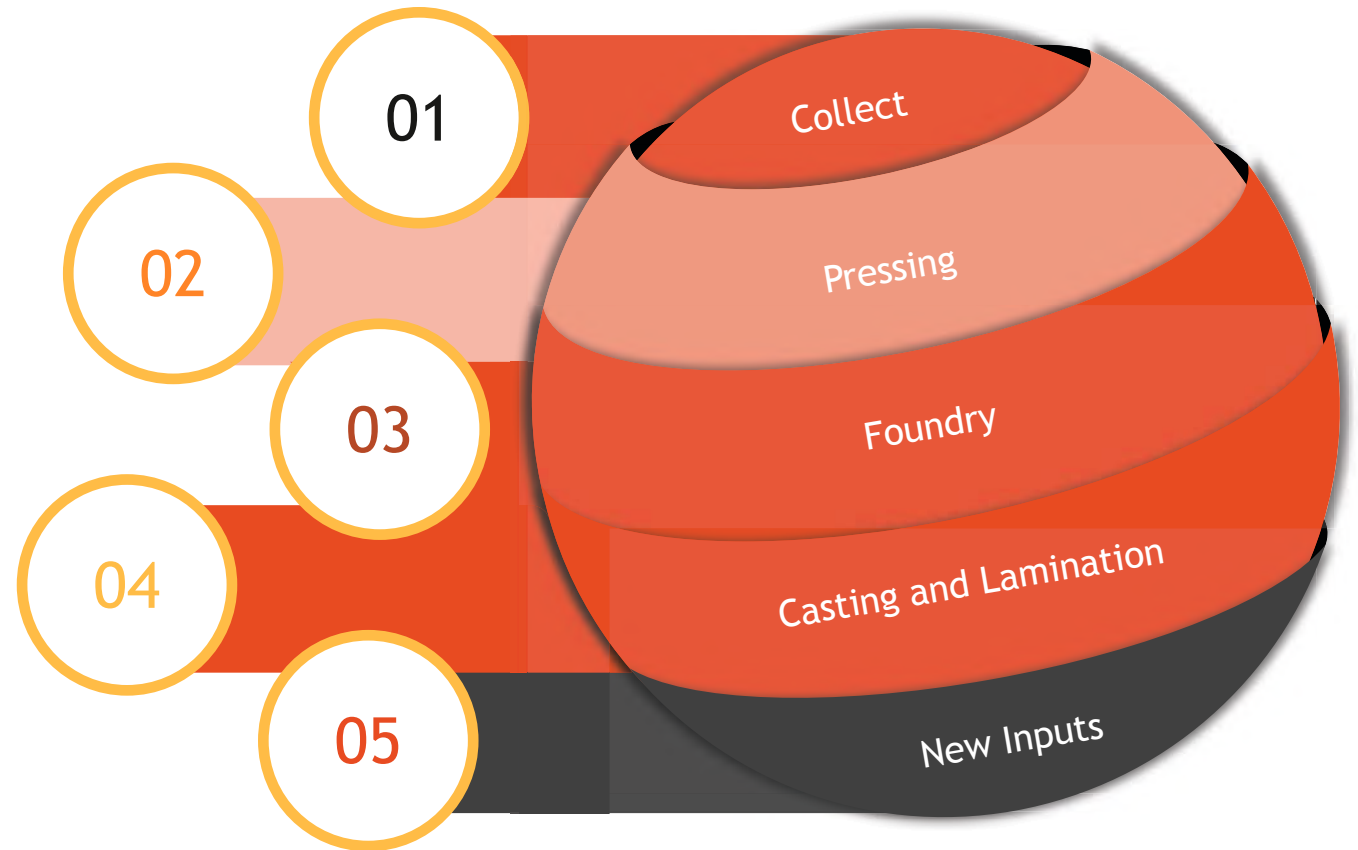 01
Collect
02
Pressing
03
Foundry
04
Casting and Lamination
05
New Inputs